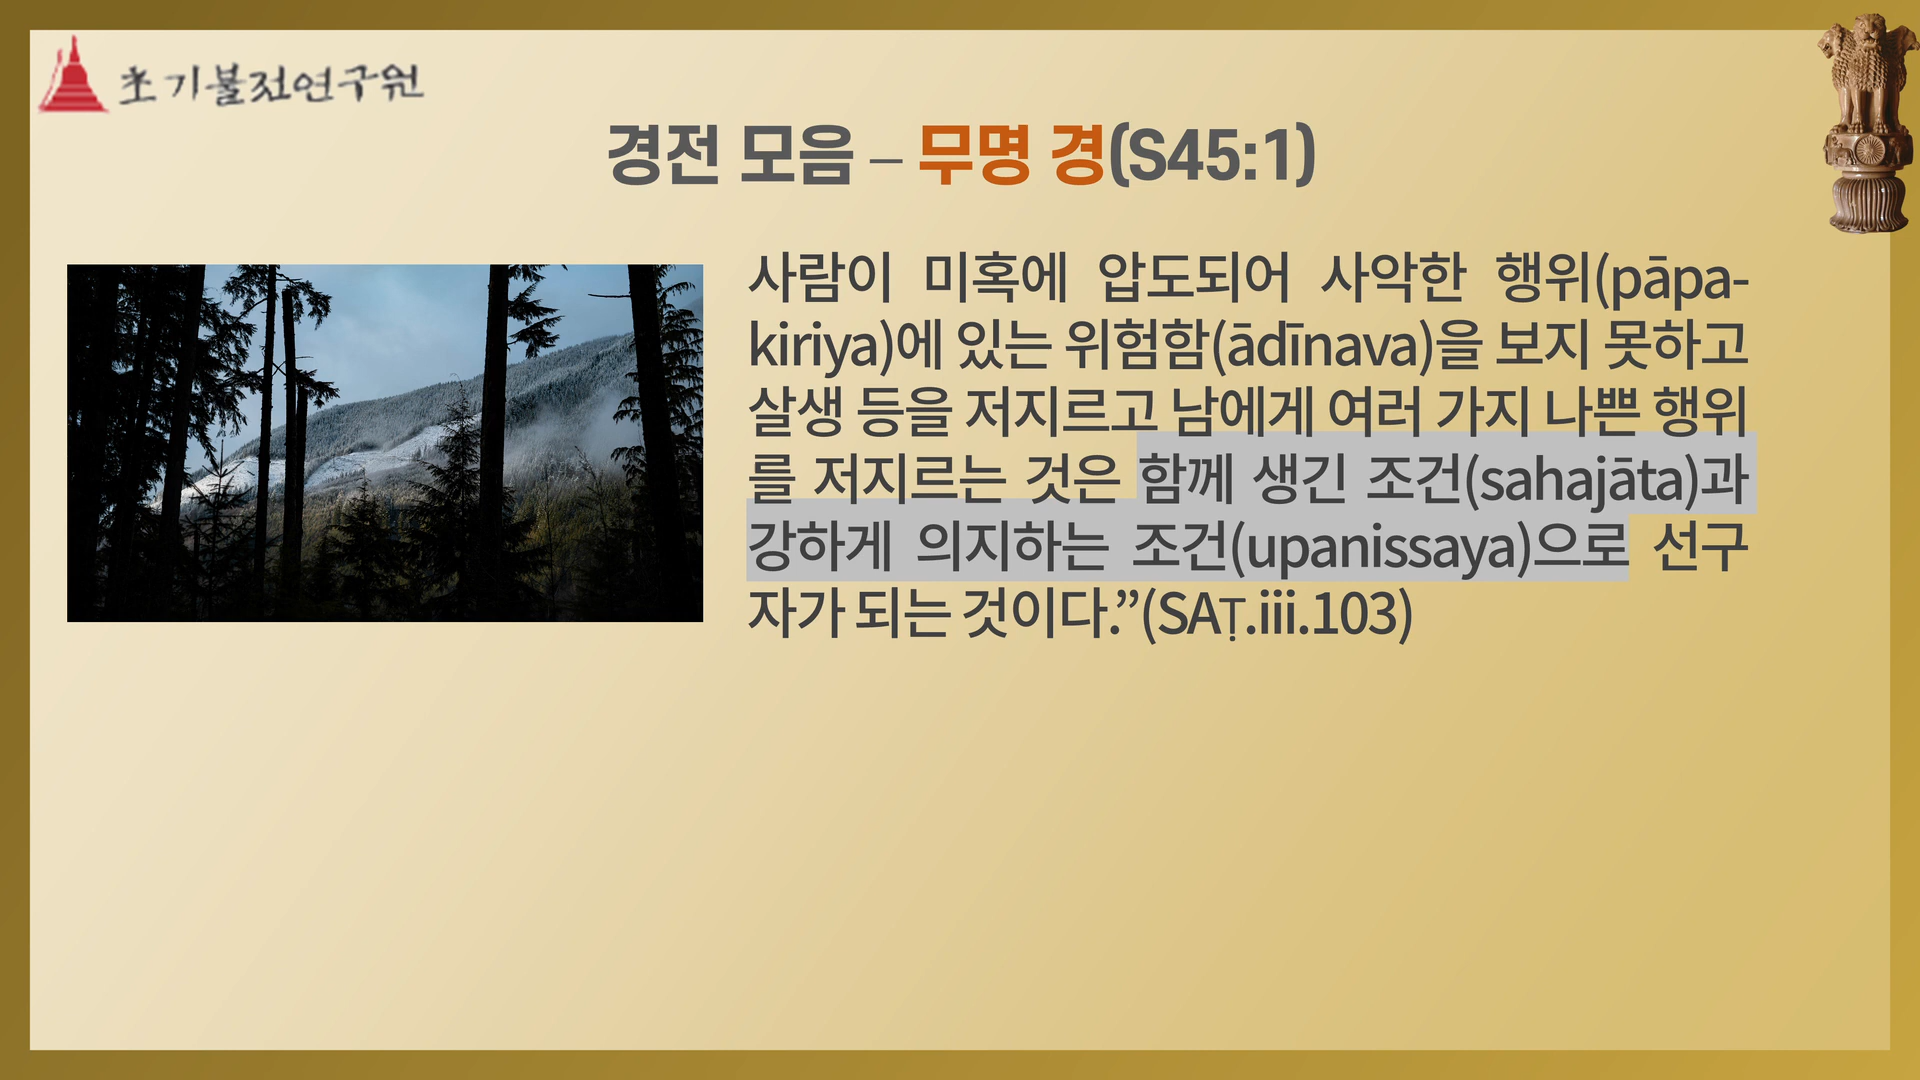 초기불전연구원
경전 모음 – 무명 경(S45:1)
사람이 미혹에 압도되어 사악한 행위(pāpa-
kiriya)에 있는 위험함(ādīnava)을 보지 못하고
살생 등을 저지르고 남에게 여러 가지 나쁜 행위
를 저지르는 것은 함께 생긴 조건(sahajāta)과
강하게 의지하는 조건(upanissaya)으로 선구
자가 되는 것이다.”(SAṬ.iii.103)